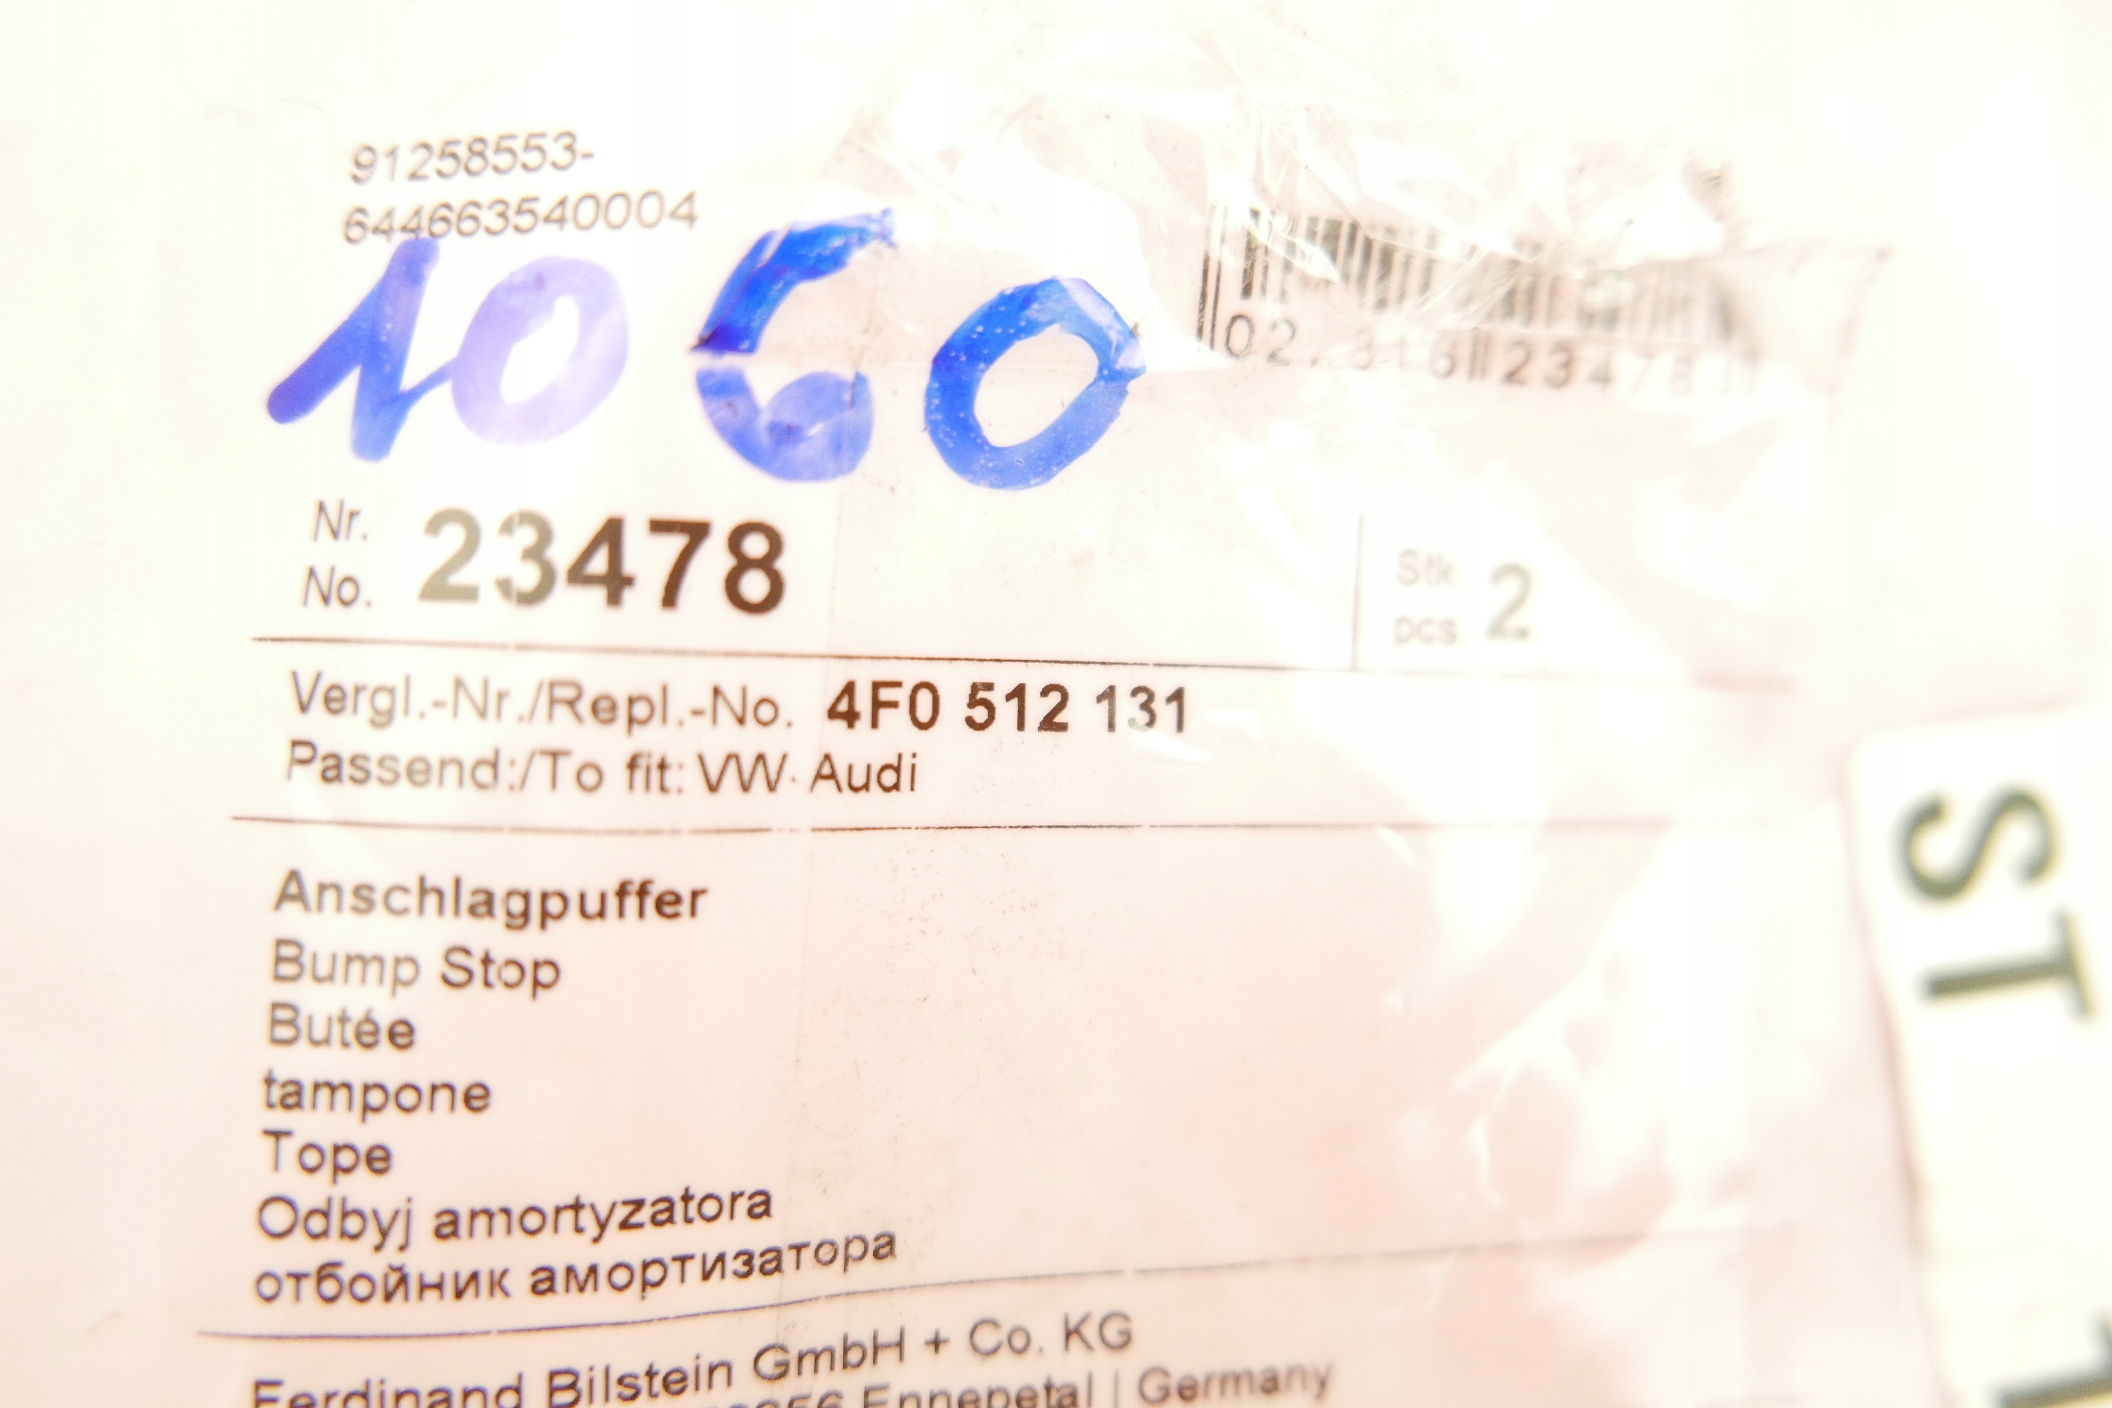 91258553-
644663540004
10 60
Nr.
No. 23478
Stk
pcs 2
Vergl.-Nr./Repl.-No. 4F0 512 131
Passend:/To fit: VW· Audi
Anschlagpuffer
Bump Stop
Butée
tampone
Tope
Odbyj amortyzatora
отбойник амортизатора
Ferdinand Bilstein GmbH + Co. KG
Ennepetal | Germany
ST